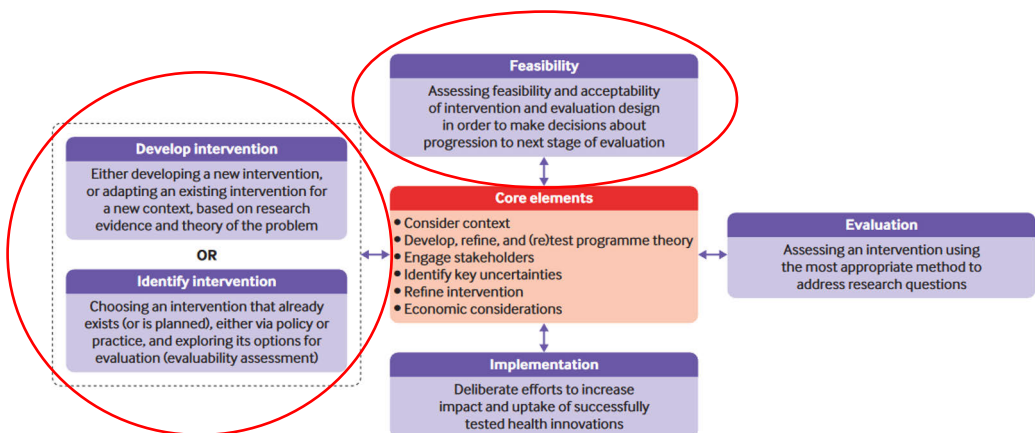 Feasibility
Assessing feasibility and acceptability
of intervention and evaluation design
in order to make decisions about
progression to next stage of evaluation
Develop intervention
Either developing a new intervention,
or adapting an existing intervention for
a new context, based on research
evidence and theory of the problem
OR
Identify intervention
Choosing an intervention that already
exists (or is planned), either via policy or
practice, and exploring its options for
evaluation (evaluability assessment)
Core elements
• Consider context
• Develop, refine, and (re)test programme theory
• Engage stakeholders
• Identify key uncertainties
• Refine intervention
• Economic considerations
Evaluation
Assessing an intervention using
the most appropriate method to
address research questions
Implementation
Deliberate efforts to increase
impact and uptake of successfully
tested health innovations